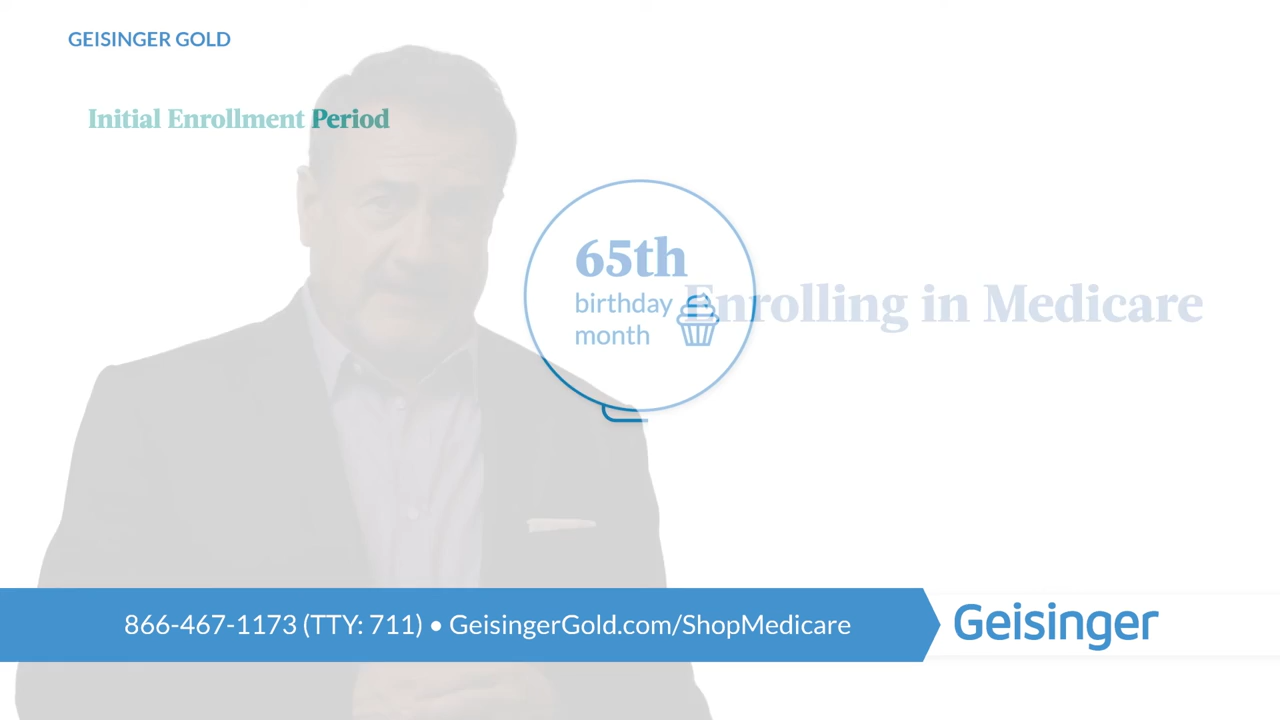 GEISINGER GOLD
Initial Enrollment Period
65th
birthday
month
Enrolling in Medicare
866-467-1173 (TTY: 711) • GeisingerGold.com/ShopMedicare
Geisinger